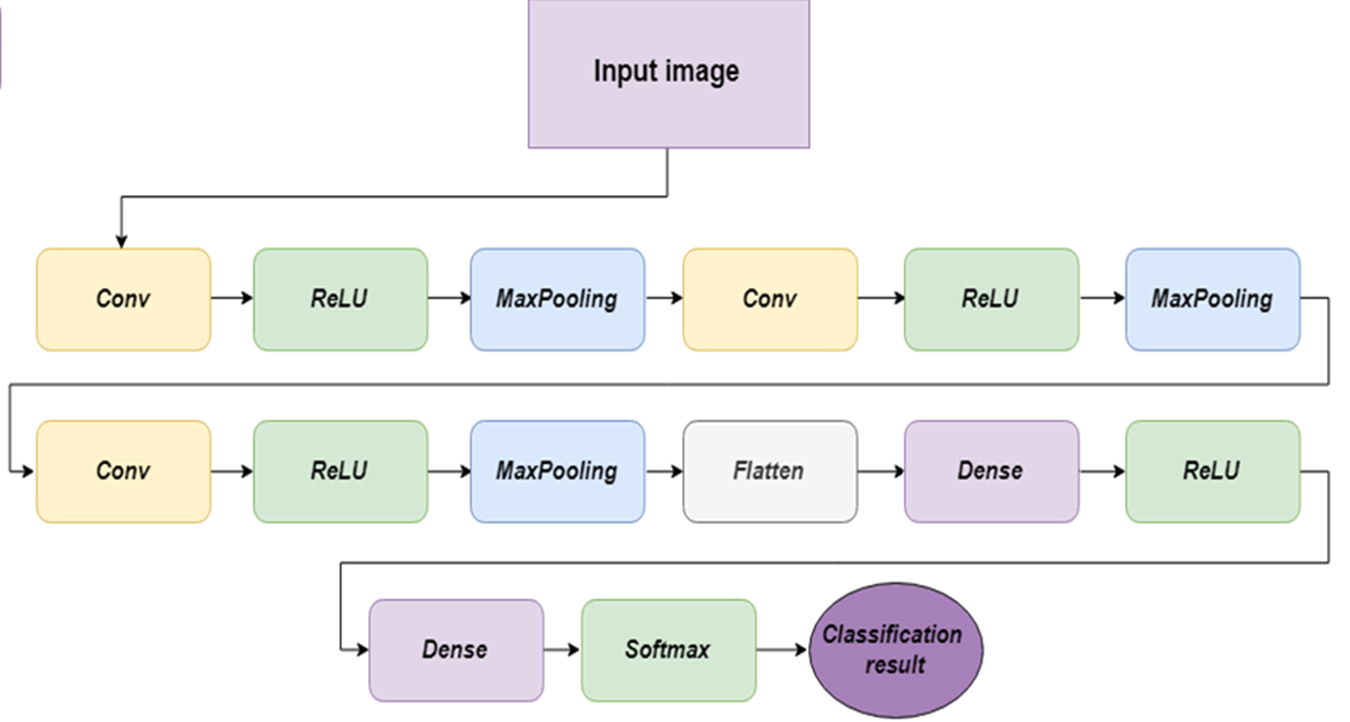 Input image
Conv
ReLU
MaxPooling
Conv
ReLU
MaxPooling
Conv
ReLU
MaxPooling
Flatten
Dense
ReLU
Dense
Softmax
Classification
result